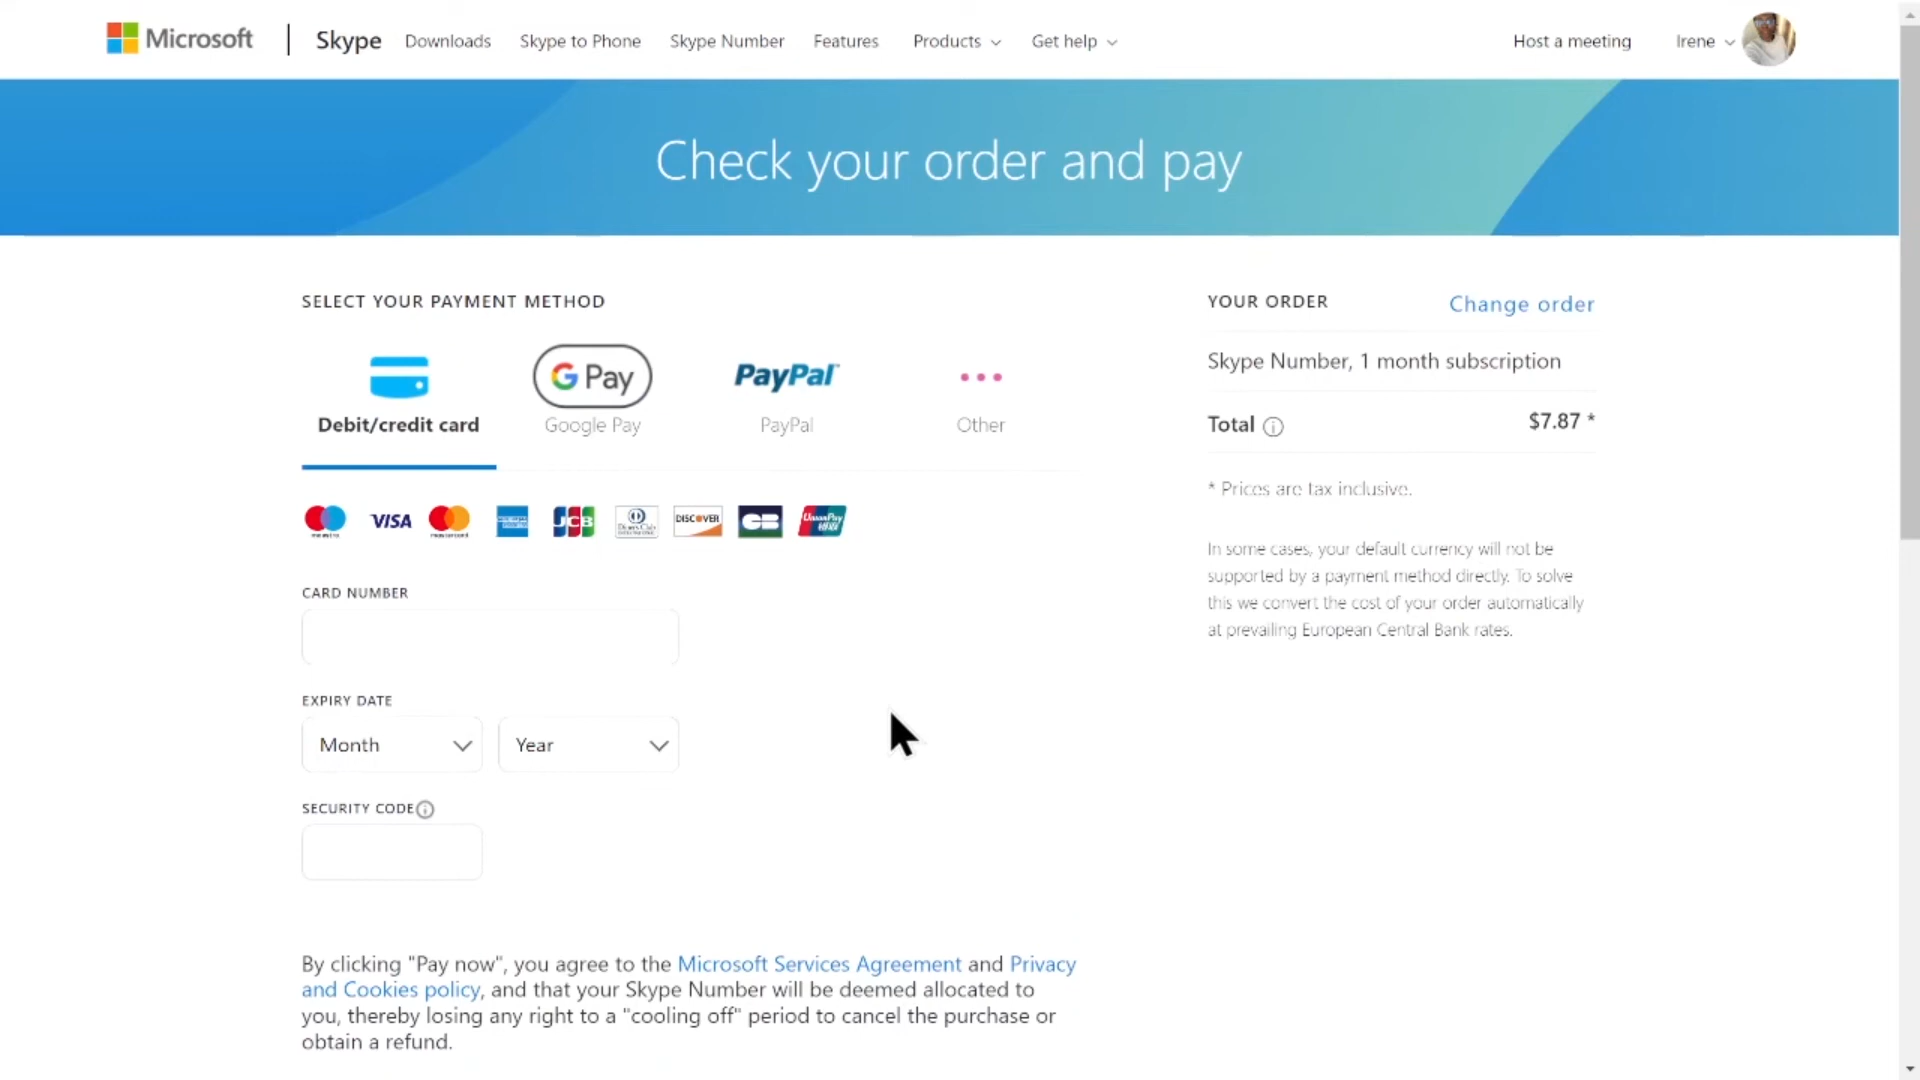 Microsoft
Skype
Downloads
Skype to Phone
Skype Number
Features
Products
Get help
Host a meeting
Irene
Check your order and pay
SELECT YOUR PAYMENT METHOD
G Pay
PayPal
Debit/credit card
Google Pay
PayPal
Other
VISA
JCB
DISCOVER
UnionPay
CARD NUMBER
EXPIRY DATE
Month
Year
SECURITY CODE
By clicking "Pay now", you agree to the Microsoft Services Agreement and Privacy
and Cookies policy, and that your Skype Number will be deemed allocated to
you, thereby losing any right to a "cooling off" period to cancel the purchase or
obtain a refund.
YOUR ORDER
Change order
Skype Number, 1 month subscription
Total
$7.87 *
* Prices are tax inclusive.
In some cases, your default currency will not be
supported by a payment method directly. To solve
this we convert the cost of your order automatically
at prevailing European Central Bank rates.